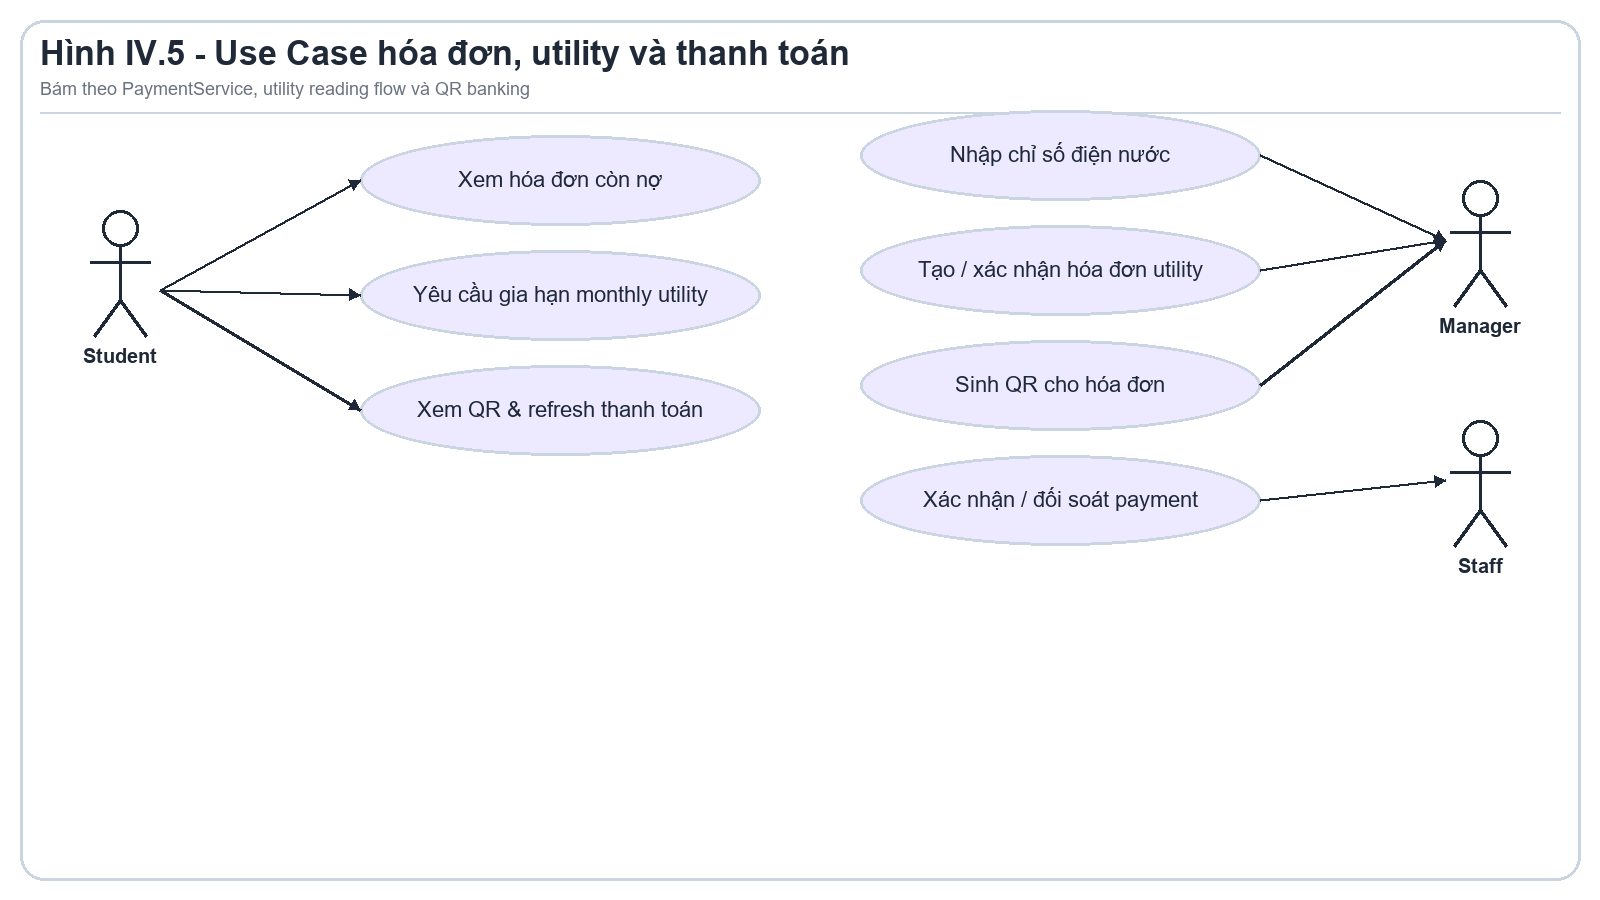 Hình IV.5 - Use Case hóa đơn, utility và thanh toán
Bám theo PaymentService, utility reading flow và QR banking
Xem hóa đơn còn nợ
Yêu cầu gia hạn monthly utility
Xem QR & refresh thanh toán
Student
Nhập chỉ số điện nước
Tạo / xác nhận hóa đơn utility
Sinh QR cho hóa đơn
Xác nhận / đối soát payment
Manager
Staff